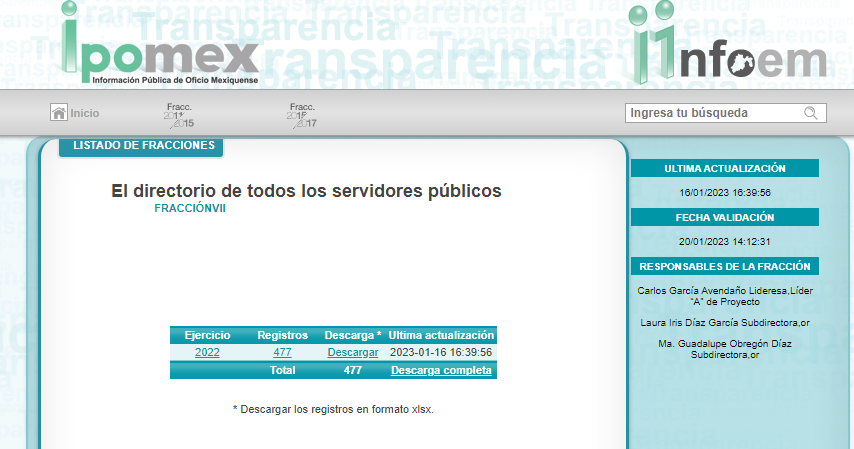 Transparencia
Transparencia
Transparencia
ipomex
Información Pública de Oficio Mexiquense
infoem
Inicio
Fracc.
2015
Fracc.
2017
Ingresa tu búsqueda
LISTADO DE FRACCIONES
El directorio de todos los servidores públicos
FRACCIÓNVII
ULTIMA ACTUALIZACIÓN
16/01/2023 16:39:56
FECHA VALIDACIÓN
20/01/2023 14:12:31
RESPONSABLES DE LA FRACCIÓN
Carlos García Avendaño Lideresa,Líder
“A” de Proyecto
Laura Iris Díaz García Subdirectora,or
Ma. Guadalupe Obregón Díaz
Subdirectora,or
Ejercicio Registros Descarga * Ultima actualización
2022 477 Descargar 2023-01-16 16:39:56
Total 477 Descarga completa
* Descargar los registros en formato xlsx.